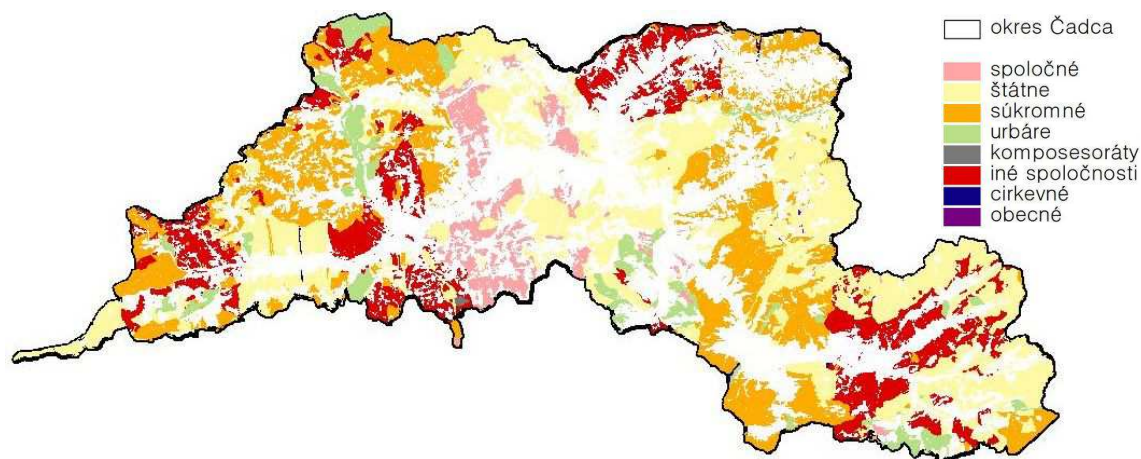 okres Čadca
spoločné
štátne
súkromné
urbáre
komposesoráty
iné spoločnosti
cirkevné
obecné